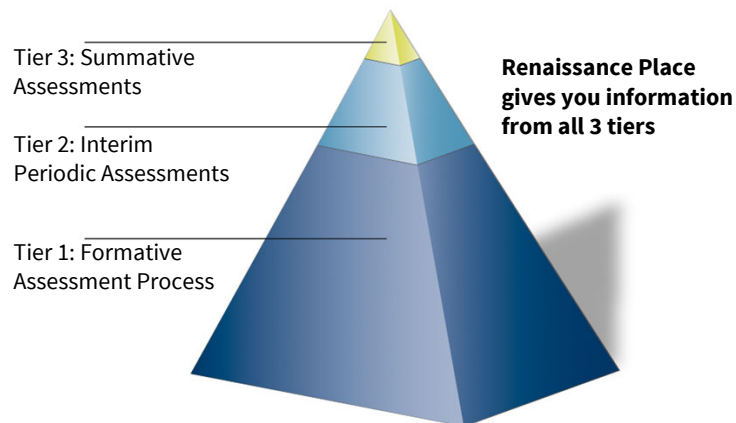 Tier 3: Summative
Assessments
Renaissance Place
gives you information
from all 3 tiers
Tier 2: Interim
Periodic Assessments
Tier 1: Formative
Assessment Process